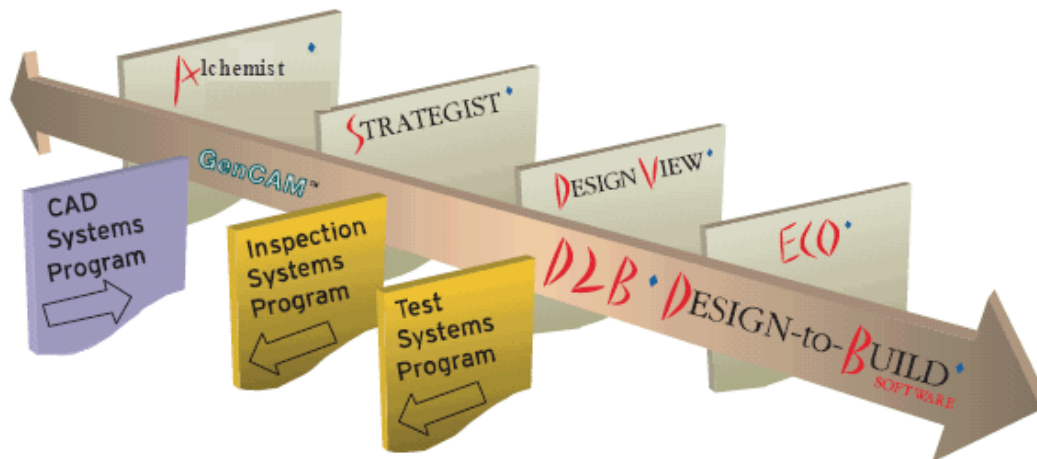 Alchemist
STRATEGIST
DESIGN VIEW
ECO
GenCAM™
D2B DESIGN-to-BUILD
SOFTWARE
CAD
Systems
Program
Inspection
Systems
Program
Test
Systems
Program